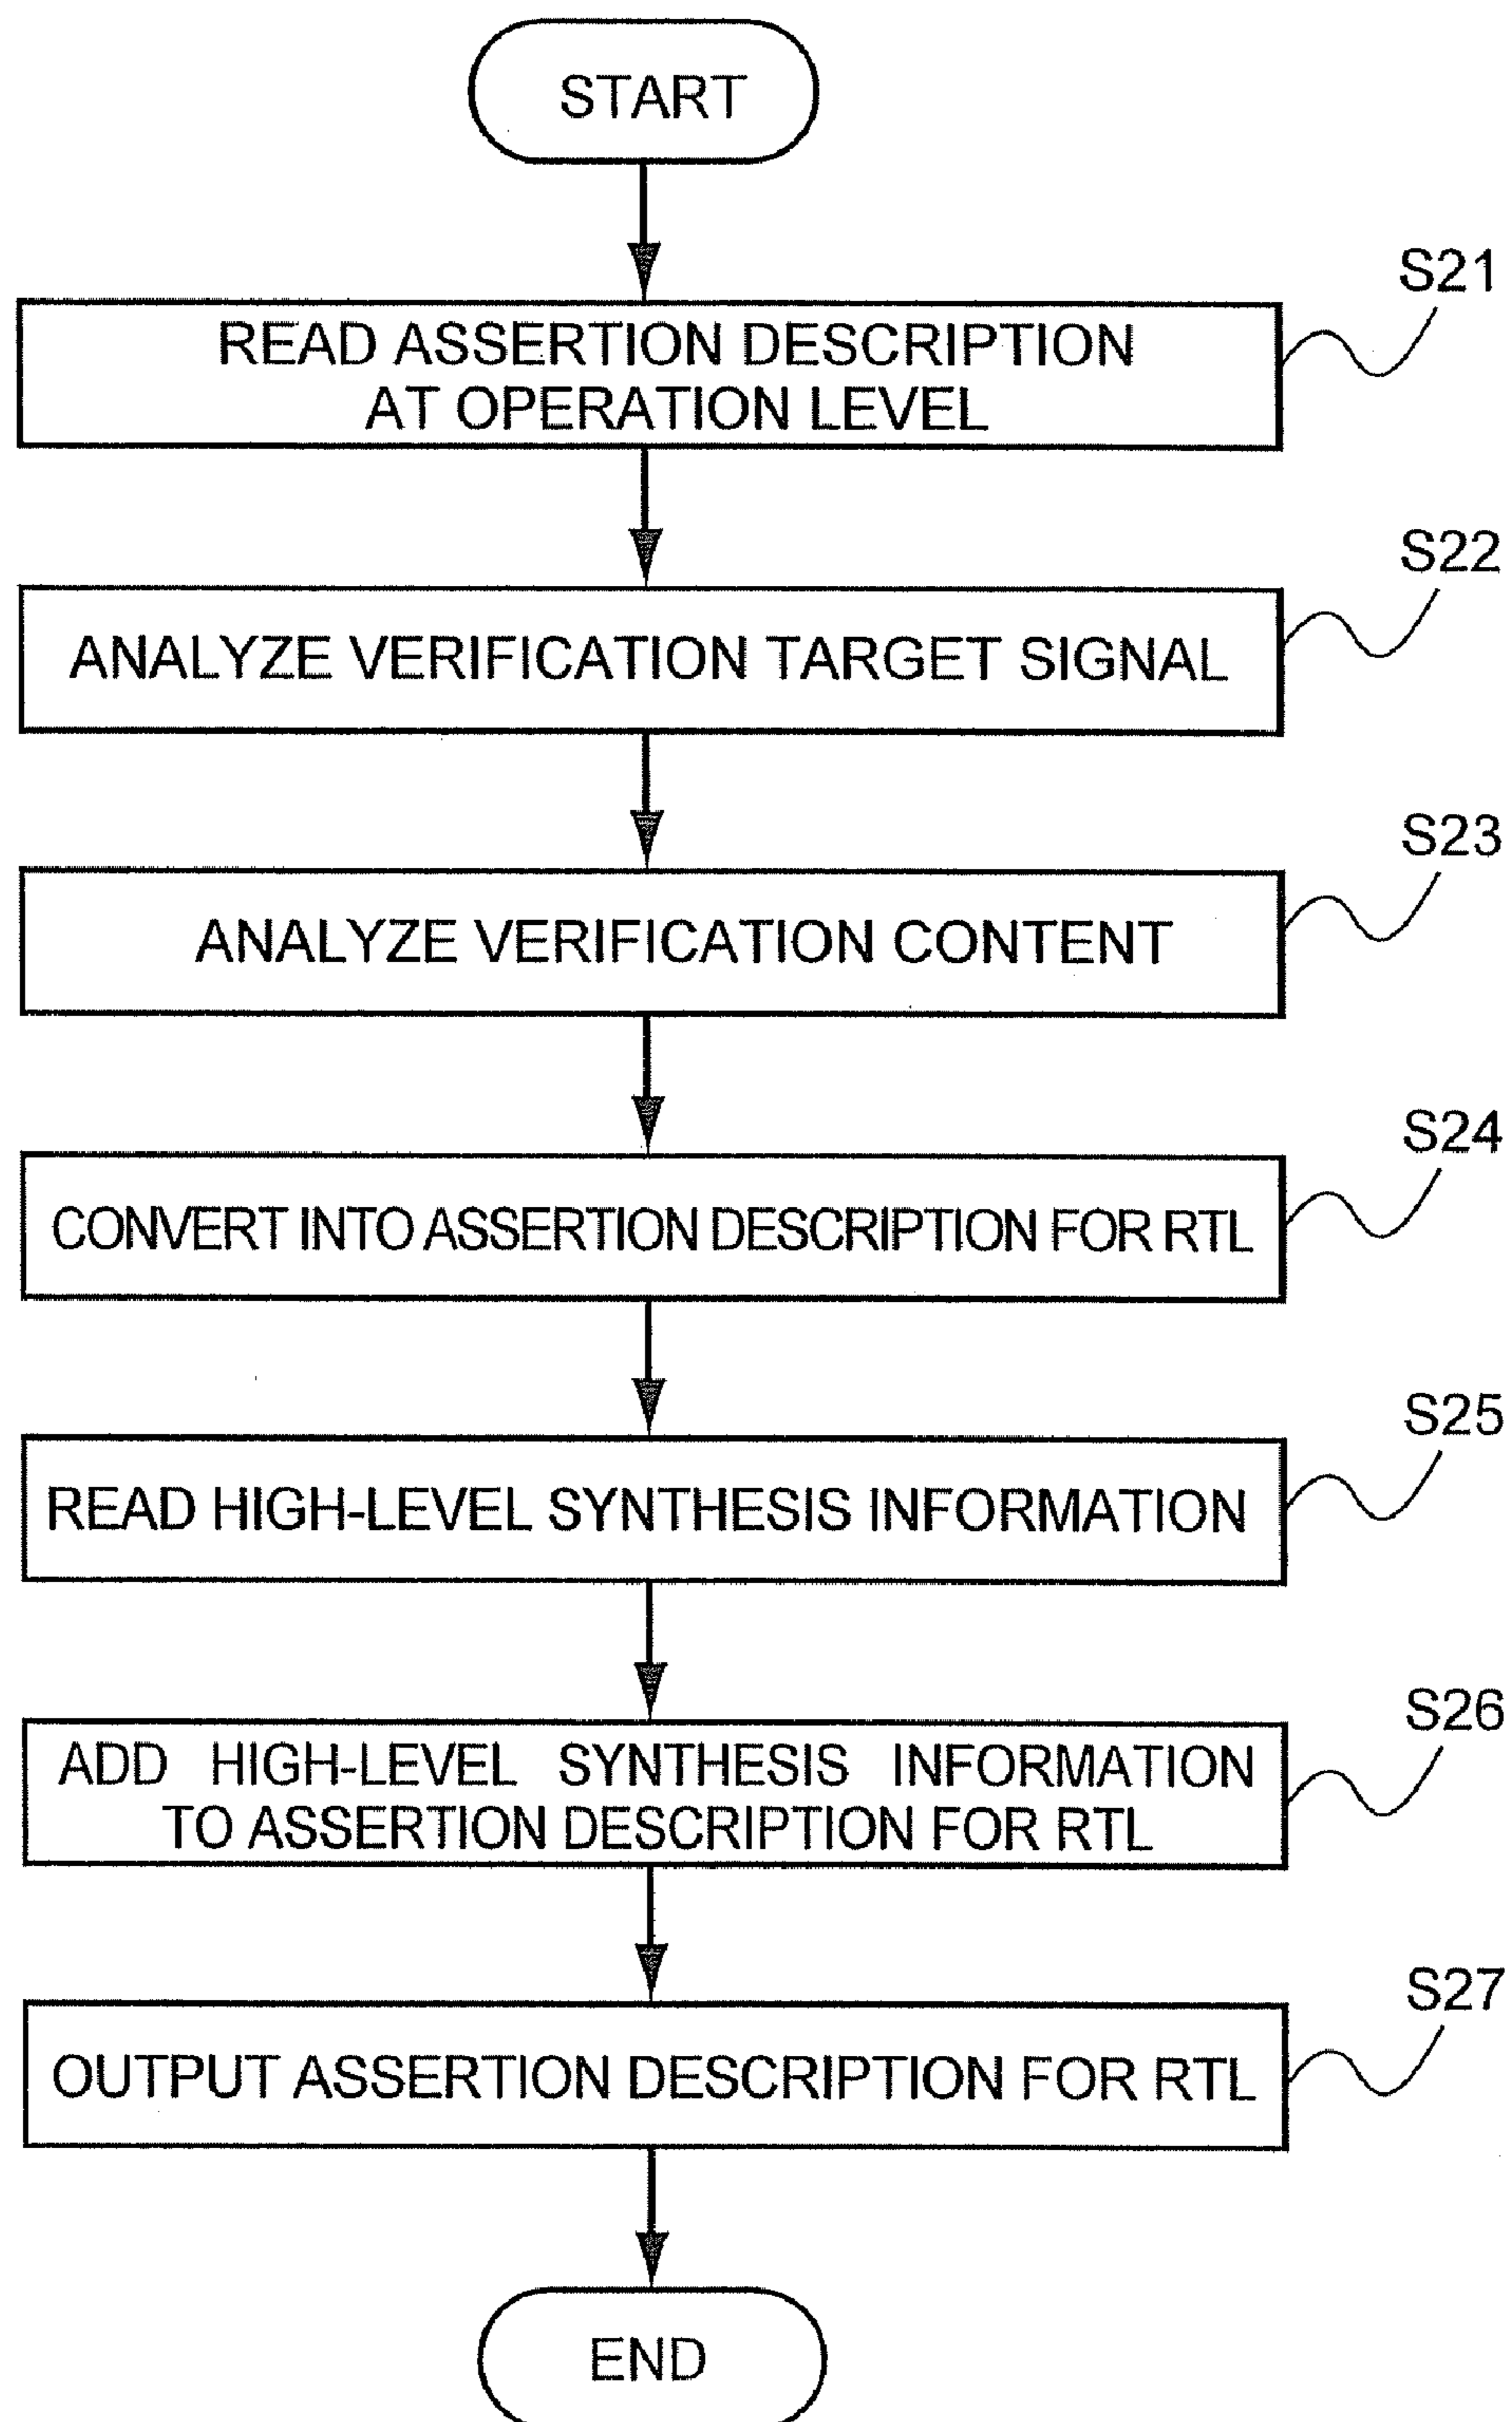 START
S21
READ ASSERTION DESCRIPTION
AT OPERATION LEVEL
S22
ANALYZE VERIFICATION TARGET SIGNAL
S23
ANALYZE VERIFICATION CONTENT
S24
CONVERT INTO ASSERTION DESCRIPTION FOR RTL
S25
READ HIGH-LEVEL SYNTHESIS INFORMATION
S26
ADD HIGH-LEVEL SYNTHESIS INFORMATION
TO ASSERTION DESCRIPTION FOR RTL
S27
OUTPUT ASSERTION DESCRIPTION FOR RTL
END